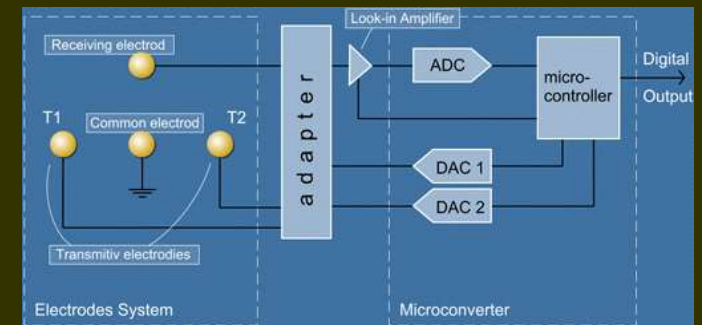 Look-in Amplifier
Receiving electrod
ADC
micro-
controller
Digital
Output
T1
Common electrod
T2
adapter
DAC 1
DAC 2
Transmitiv electrodies
Electrodes System
Microconverter